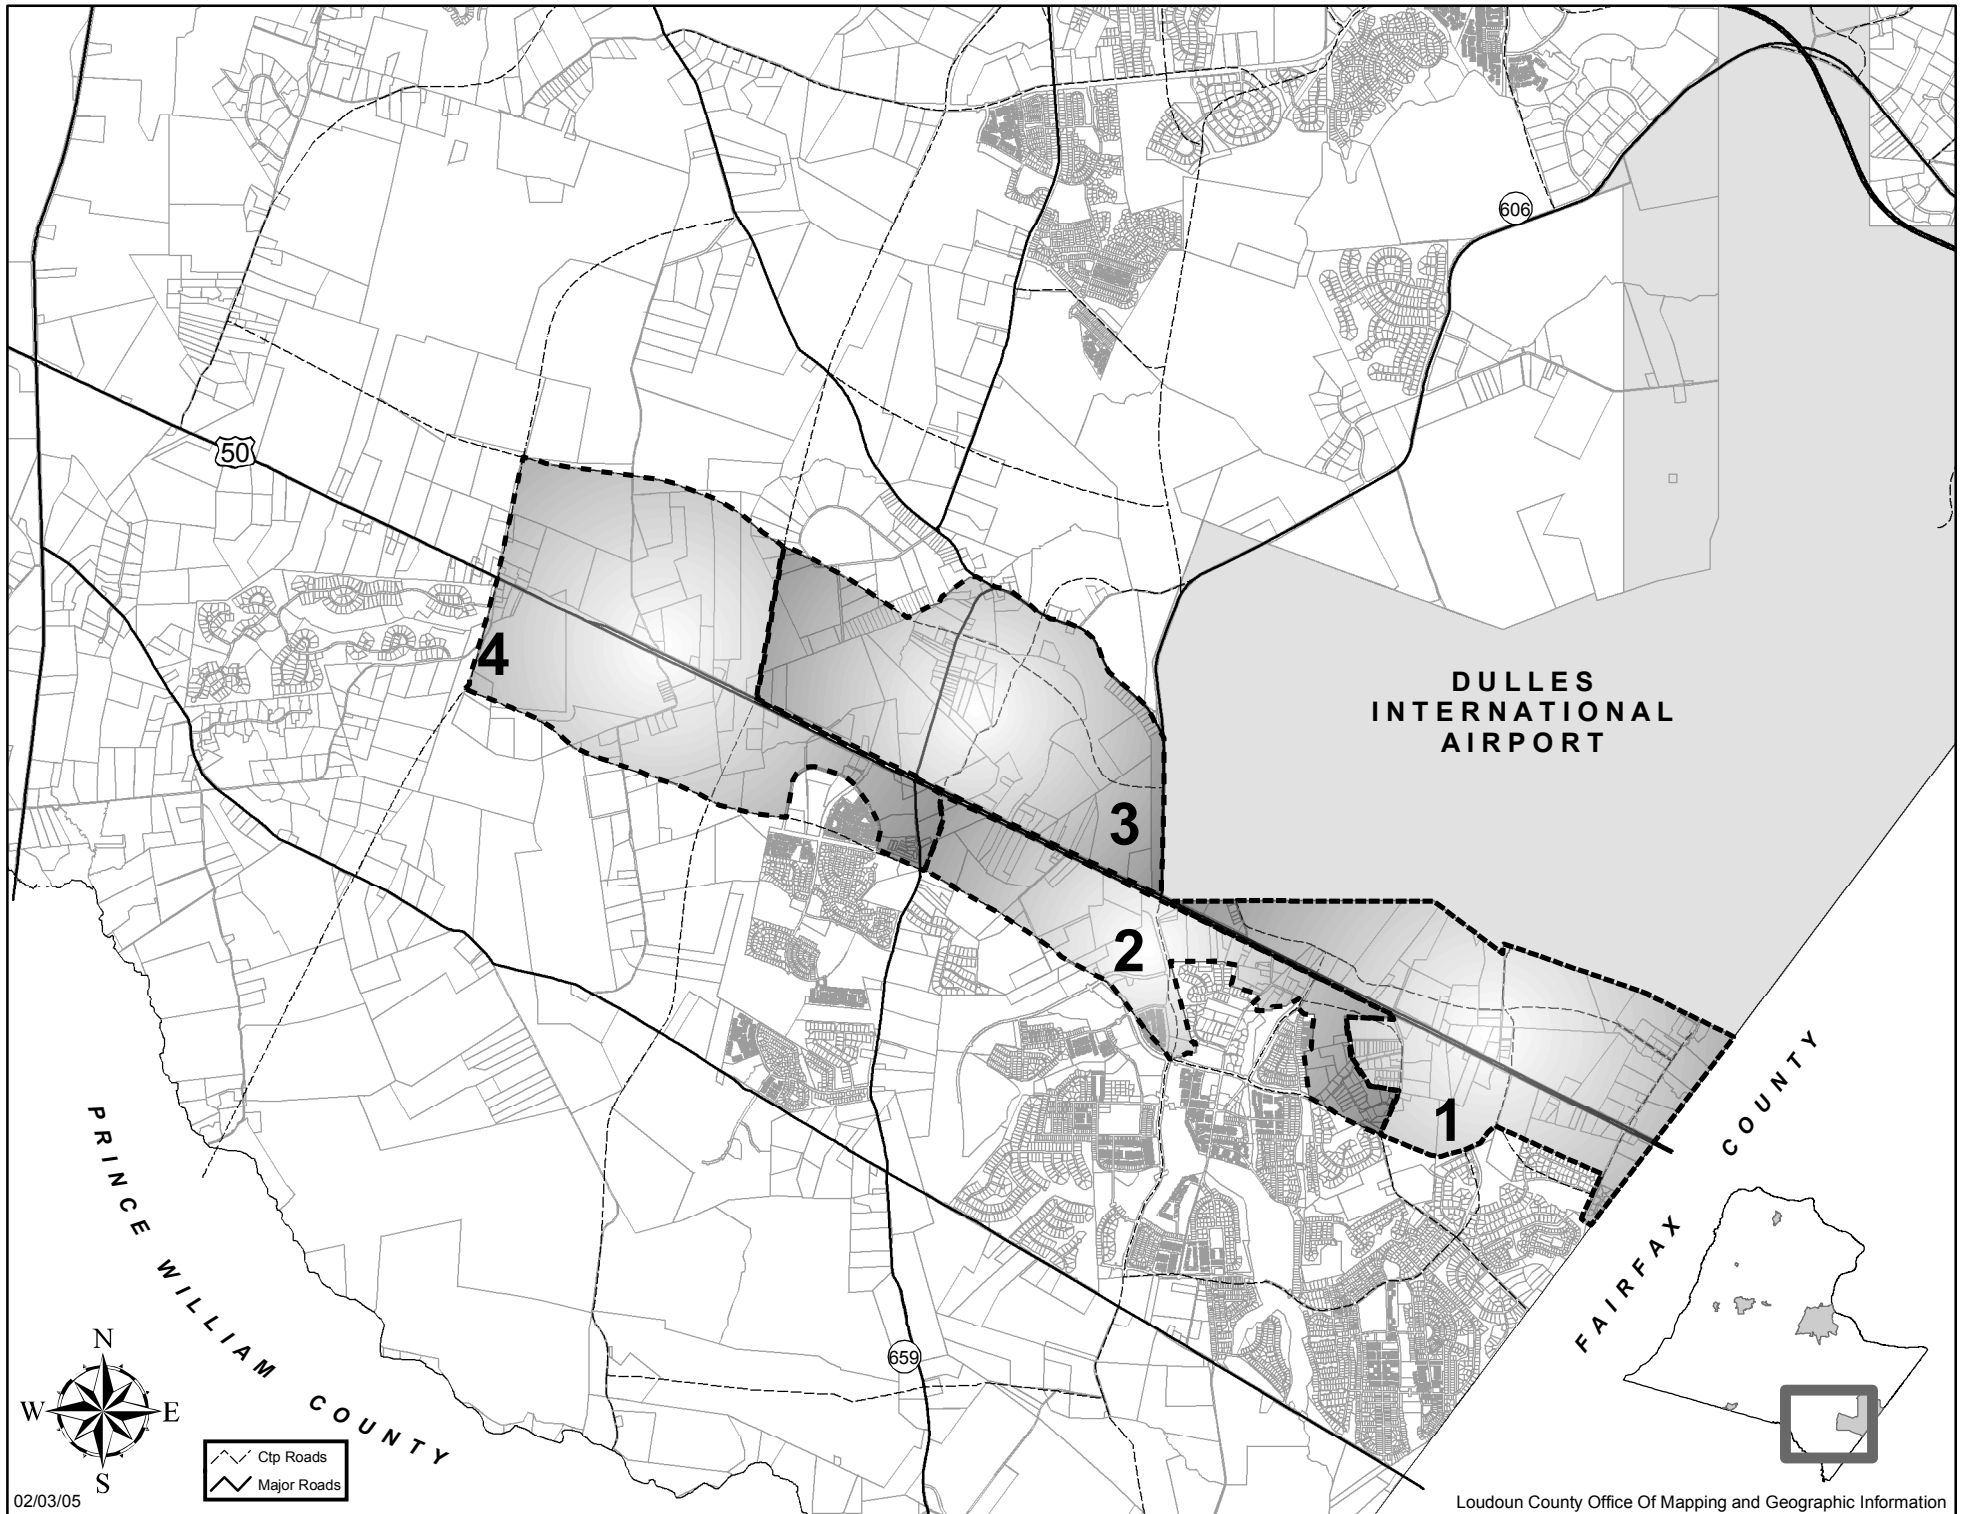 606
50
DULLES
INTERNATIONAL
AIRPORT
4
3
2
1
PRINCE WILLIAM COUNTY
FAIRFAX COUNTY
659
N
W
E
S
Ctp Roads
Major Roads
02/03/05
Loudoun County Office Of Mapping and Geographic Information